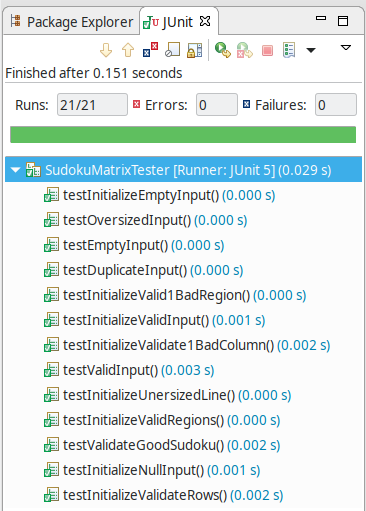 Package Explorer JUnit
Finished after 0.151 seconds
Runs: 21/21 Errors: 0 Failures: 0
SudokuMatrixTester [Runner: JUnit 5] (0.029 s)
testInitializeEmptyInput() (0.000 s)
testOversizedInput() (0.000 s)
testEmptyInput() (0.000 s)
testDuplicateInput() (0.000 s)
testInitializeValid1BadRegion() (0.000 s)
testInitializeValidInput() (0.001 s)
testInitializeValidate1BadColumn() (0.002 s)
testValidInput() (0.003 s)
testInitializeUnersizedLine() (0.000 s)
testInitializeValidRegions() (0.000 s)
testValidateGoodSudoku() (0.002 s)
testInitializeNullInput() (0.001 s)
testInitializeValidateRows() (0.002 s)